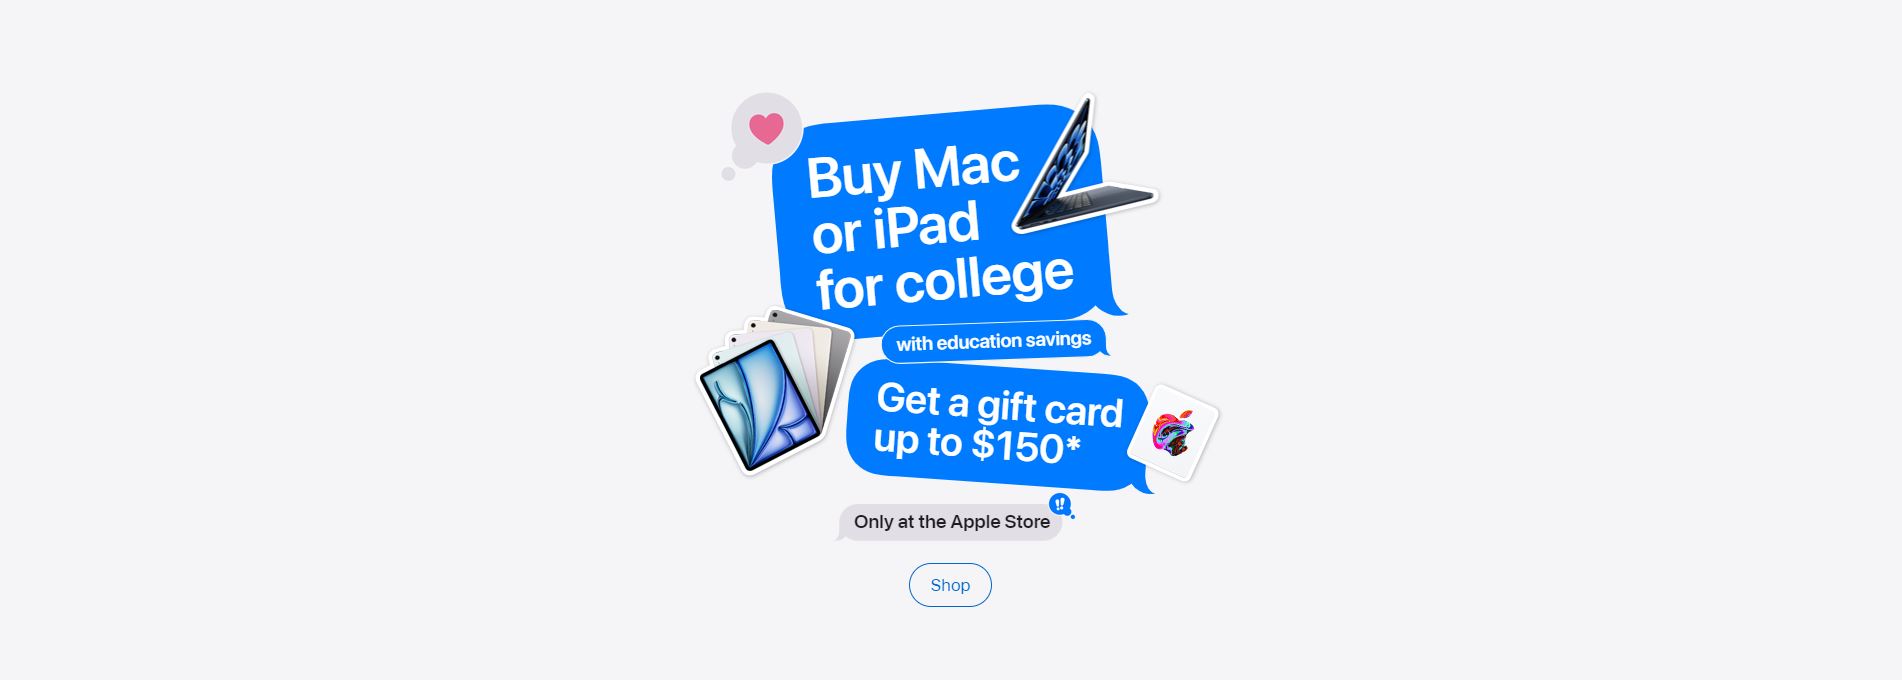 Buy Mac
or iPad
for college
with education savings
Get a gift card
up to $150*
!!
Only at the Apple Store
Shop